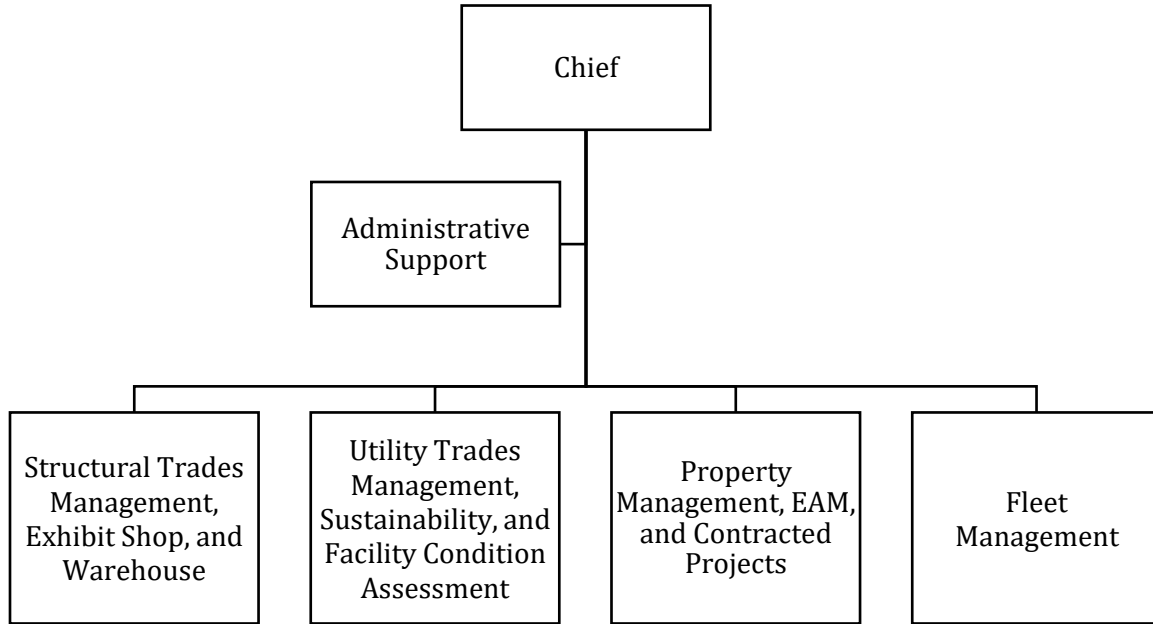 Chief
Administrative
Support
Structural Trades
Management,
Exhibit Shop, and
Warehouse
Utility Trades
Management,
Sustainability, and
Facility Condition
Assessment
Property
Management, EAM,
and Contracted
Projects
Fleet
Management